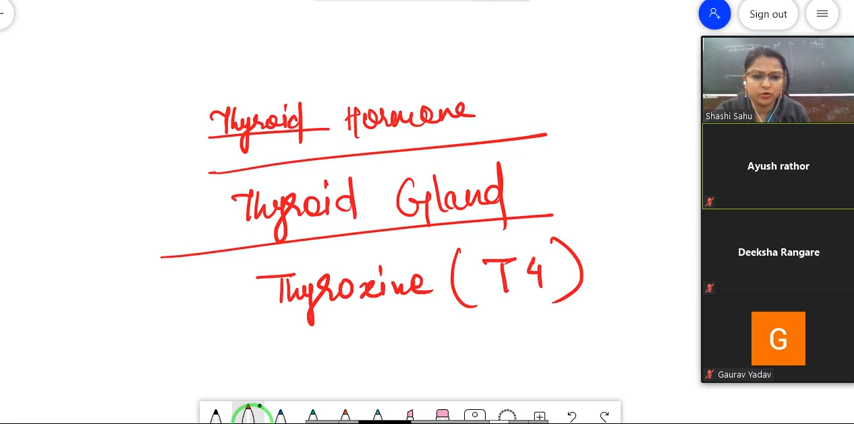 Sign out
Thyroid Hormone
Thyroid Gland
Thyroxine (T4)
Shashi Sahu
Ayush rathor
Deeksha Rangare
G
Gaurav Yadav